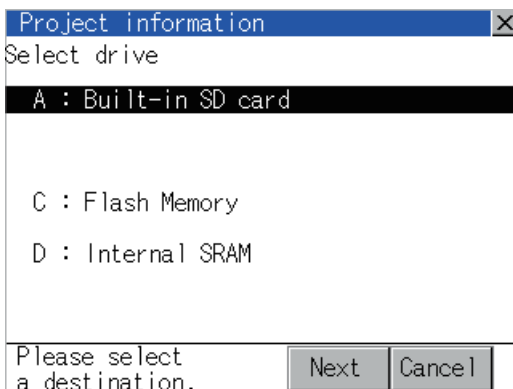 Project information
Select drive
A : Built-in SD card
C : Flash Memory
D : Internal SRAM
Please select
a destination.
Next
Cancel